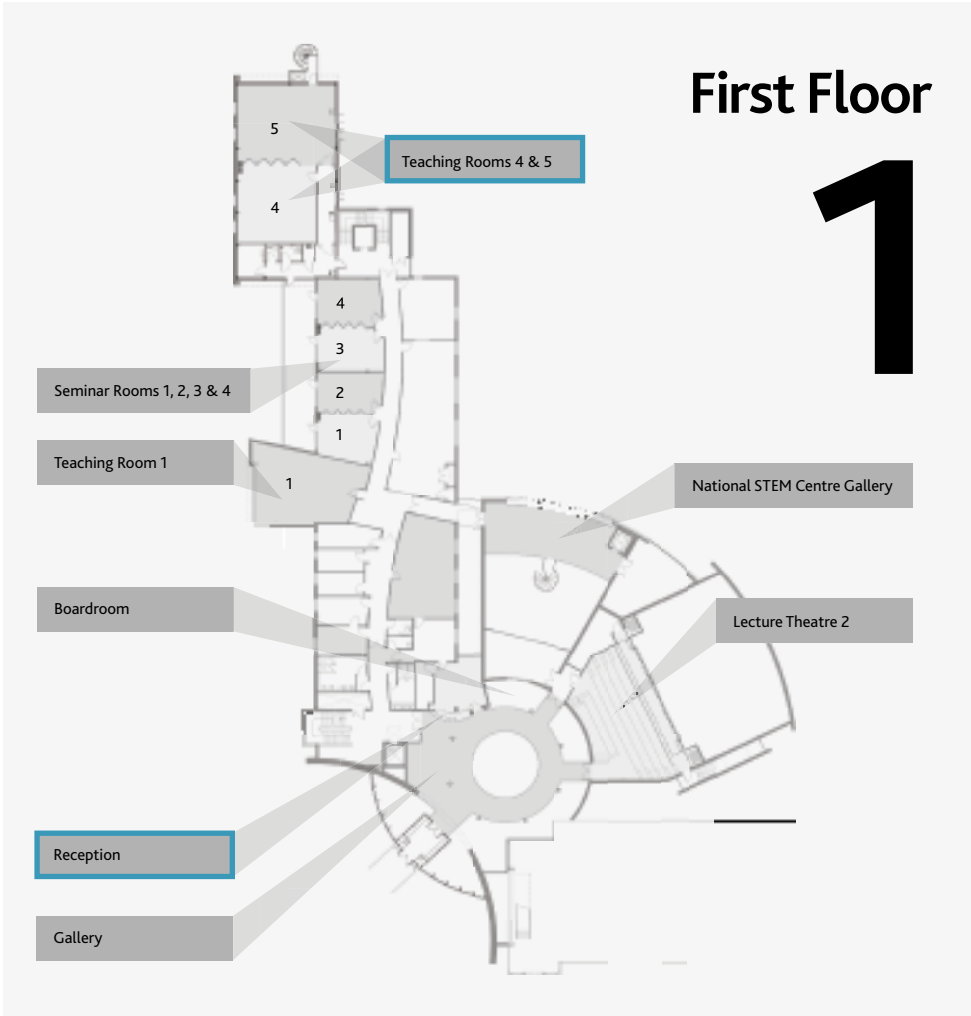 First Floor
1
5
Teaching Rooms 4 & 5
4
4
3
Seminar Rooms 1, 2, 3 & 4
2
1
Teaching Room 1
1
National STEM Centre Gallery
Boardroom
Lecture Theatre 2
Reception
Gallery